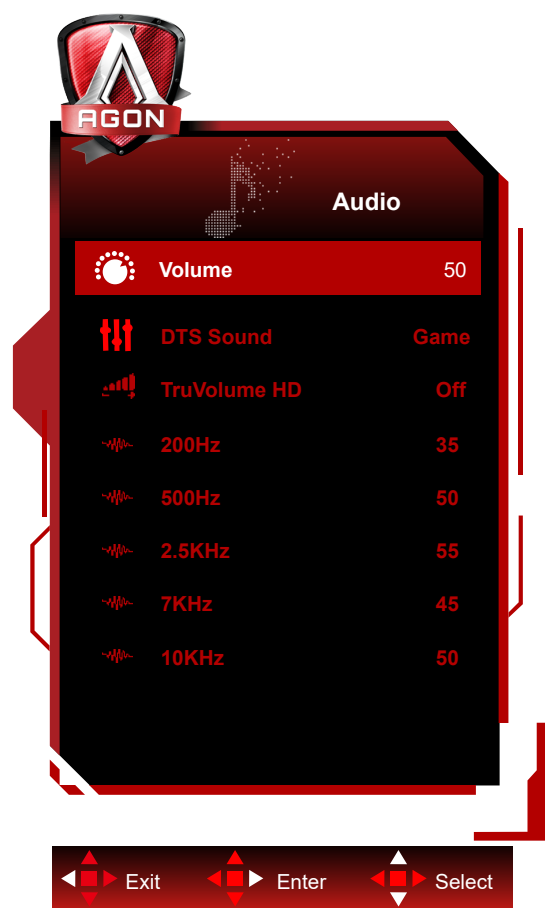 AGON
Audio
Volume 50
DTS Sound Game
TruVolume HD Off
200Hz 35
500Hz 50
2.5KHz 55
7KHz 45
10KHz 50
Exit Enter Select